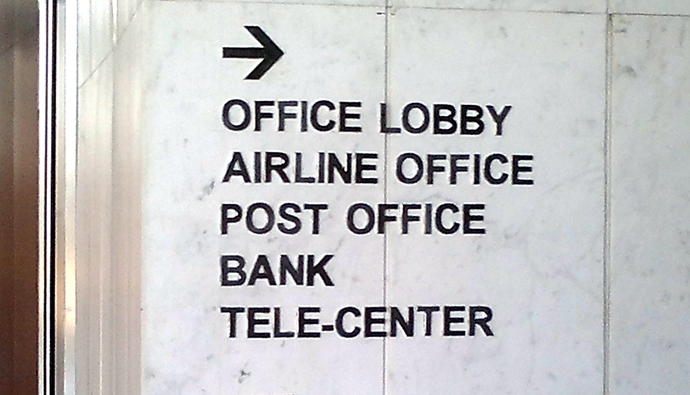 →
OFFICE LOBBY
AIRLINE OFFICE
POST OFFICE
BANK
TELE-CENTER